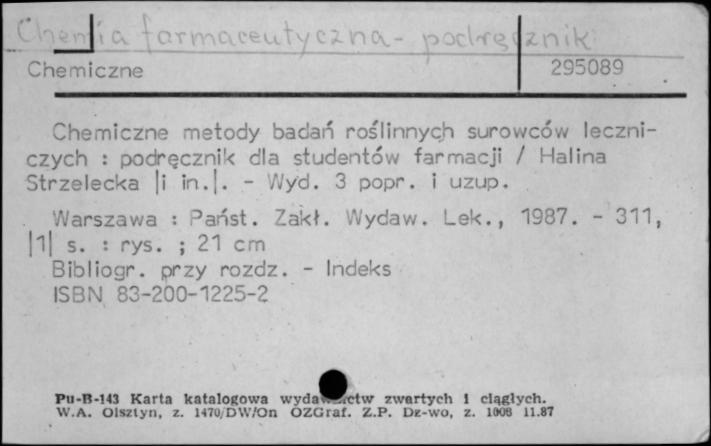 Chemia farmaceutyczna - podręcznik
Chemiczne 295089
Chemiczne metody badań roślinnych surowców leczni-
czych : podręcznik dla studentów farmacji / Halina
Strzelecka |i in.|. - Wyd. 3 popr. i uzup.
Warszawa : Państ. Zakł. Wydaw. Lek., 1987. - 311,
|1| s. : rys. ; 21 cm
Bibliogr. przy rozdz. - Indeks
ISBN 83-200-1225-2
Pu-B-143 Karta katalogowa wydawnictw zwartych i ciągłych.
W.A. Olsztyn, z. 1470/DW/On OZGraf. Z.P. Dz-wo, z. 1008 11.87